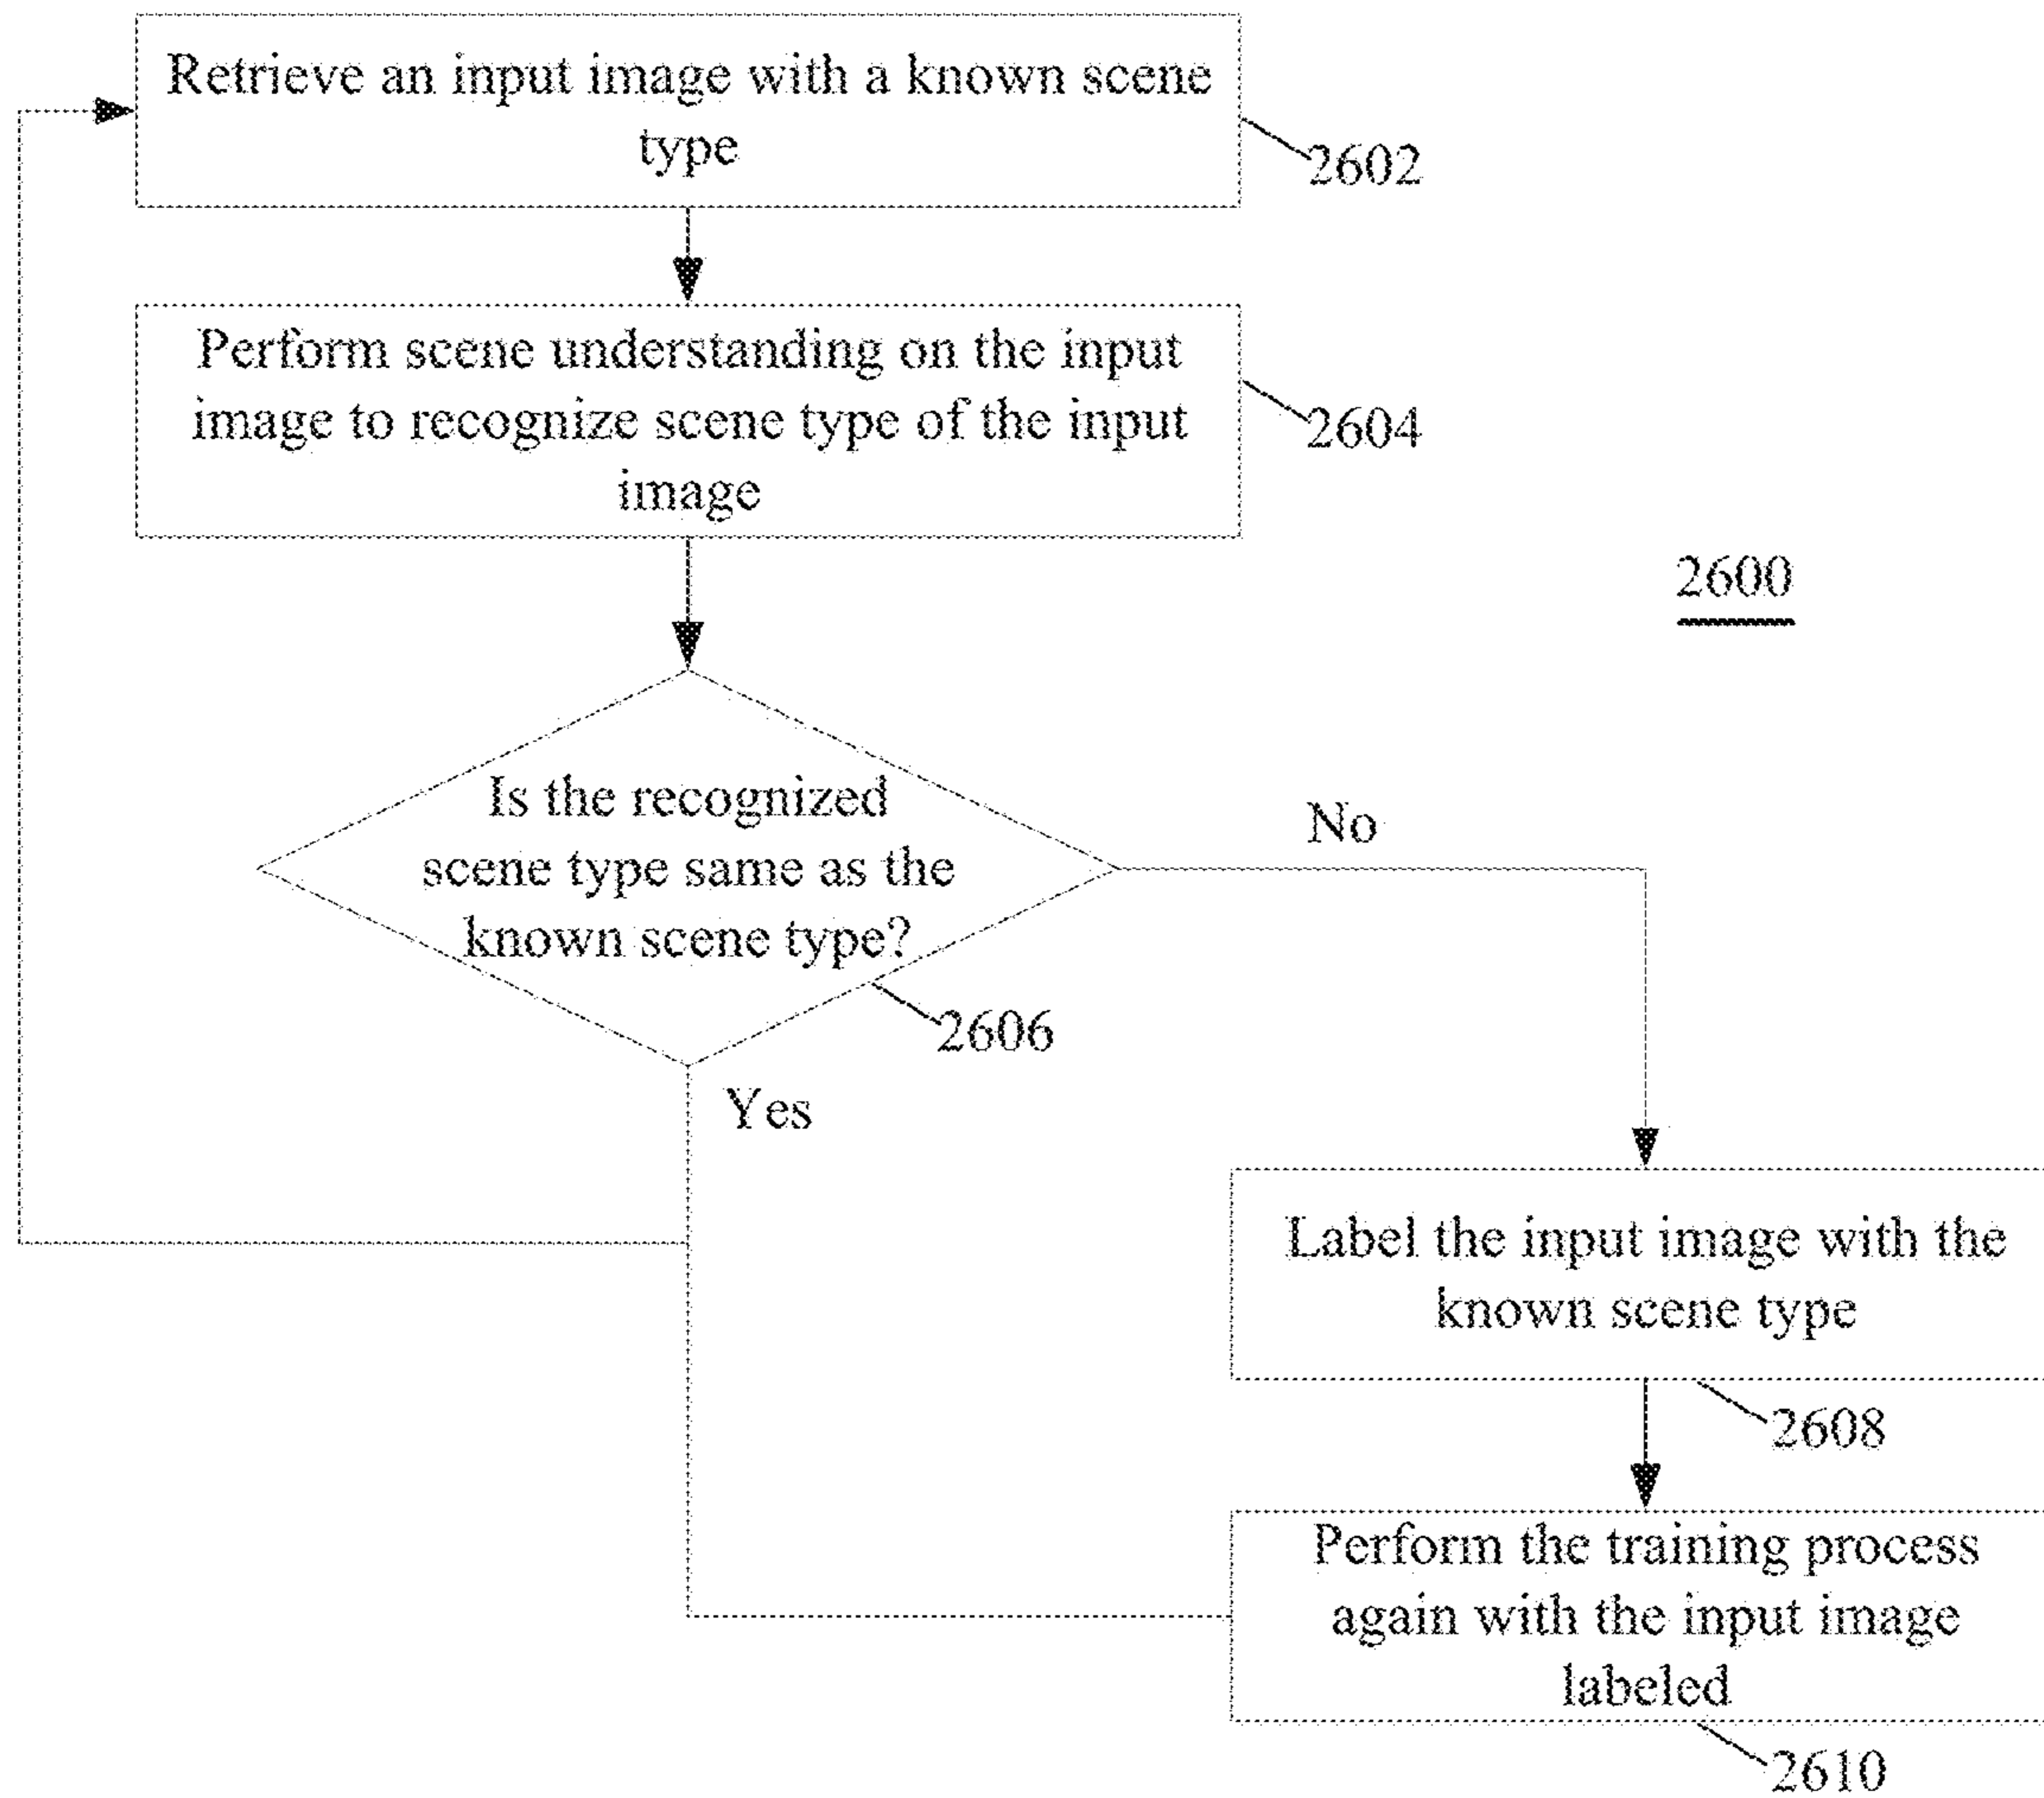 Retrieve an input image with a known scene
type
2602
Perform scene understanding on the input
image to recognize scene type of the input
image
2604
2600
Is the recognized
scene type same as the
known scene type?
2606
No
Yes
Label the input image with the
known scene type
2608
Perform the training process
again with the input image
labeled
2610